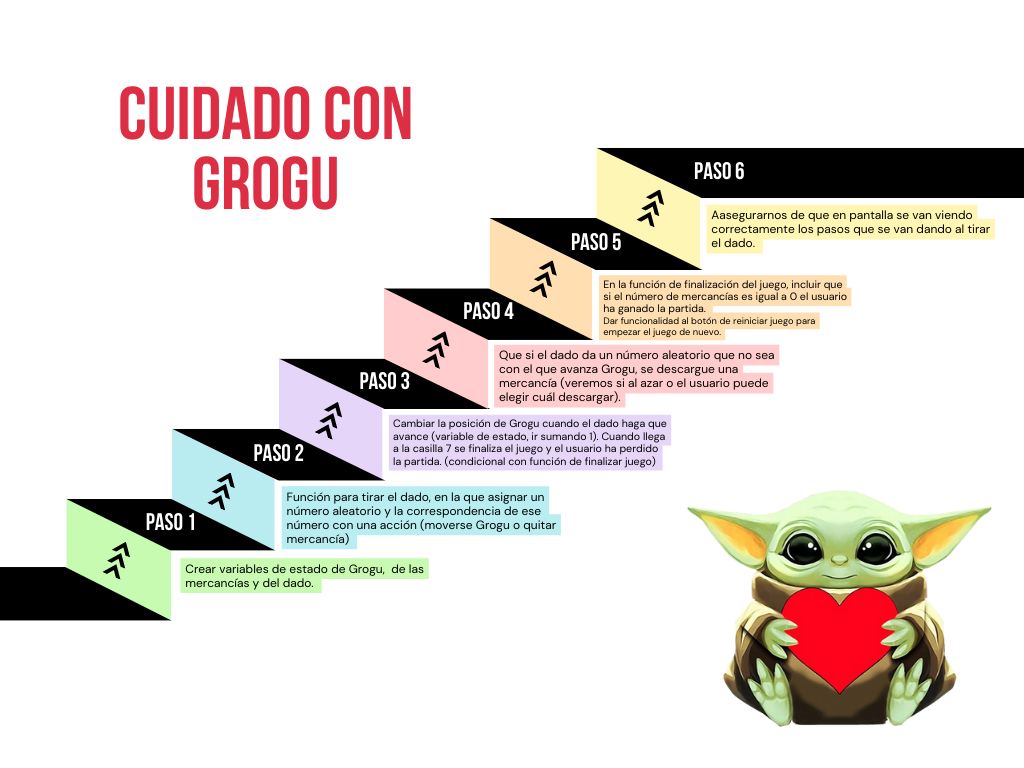 CUIDADO CON
GROGU
PASO 6
Aasegurarnos de que en pantalla se van viendo
correctamente los pasos que se van dando al tirar
el dado.
PASO 5
En la función de finalización del juego, incluir que
si el número de mercancías es igual a 0 el usuario
ha ganado la partida.
Dar funcionalidad al botón de reiniciar juego para
empezar el juego de nuevo.
PASO 4
Que si el dado da un número aleatorio que no sea
con el que avanza Grogu, se descargue una
mercancía (veremos si al azar o el usuario puede
elegir cuál descargar).
PASO 3
Cambiar la posición de Grogu cuando el dado haga que
avance (variable de estado, ir sumando 1). Cuando llega
a la casilla 7 se finaliza el juego y el usuario ha perdido
la partida. (condicional con función de finalizar juego)
PASO 2
Función para tirar el dado, en la que asignar un
número aleatorio y la correspondencia de ese
número con una acción (moverse Grogu o quitar
mercancía)
PASO 1
Crear variables de estado de Grogu, de las
mercancías y del dado.